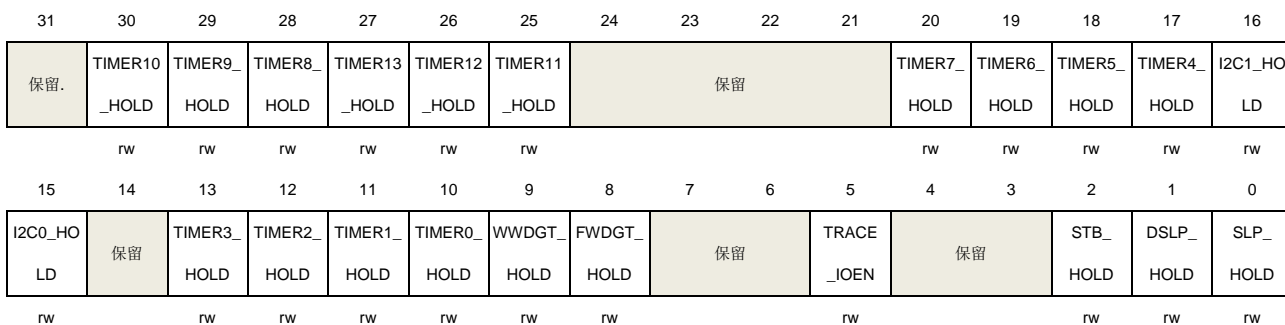 31 30 29 28 27 26 25 24 23 22 21 20 19 18 17 16
保留. TIMER10 TIMER9_ TIMER8_ TIMER13 TIMER12 TIMER11 保留 TIMER7_ TIMER6_ TIMER5_ TIMER4_ I2C1_HO
_HOLD HOLD HOLD _HOLD _HOLD _HOLD HOLD HOLD HOLD HOLD LD
rw rw rw rw rw rw rw rw rw rw rw
15 14 13 12 11 10 9 8 7 6 5 4 3 2 1 0
I2C0_HO 保留 TIMER3_ TIMER2_ TIMER1_ TIMER0_ WWDGT_ FWDGT_ 保留 TRACE 保留 STB_ DSLP_ SLP_
LD HOLD HOLD HOLD HOLD HOLD HOLD _IOEN HOLD HOLD HOLD
rw rw rw rw rw rw rw rw rw rw rw